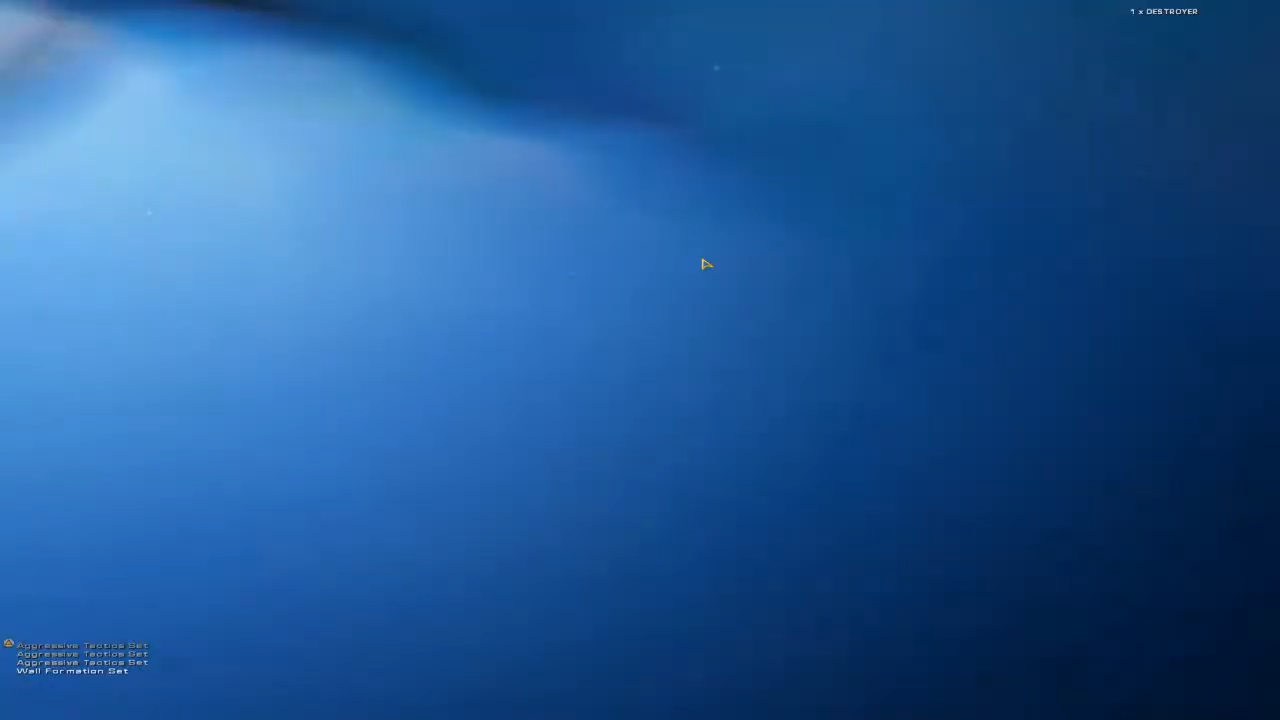 1 x DESTROYER
Aggressive Tactics Set
Aggressive Tactics Set
Aggressive Tactics Set
Wall Formation Set